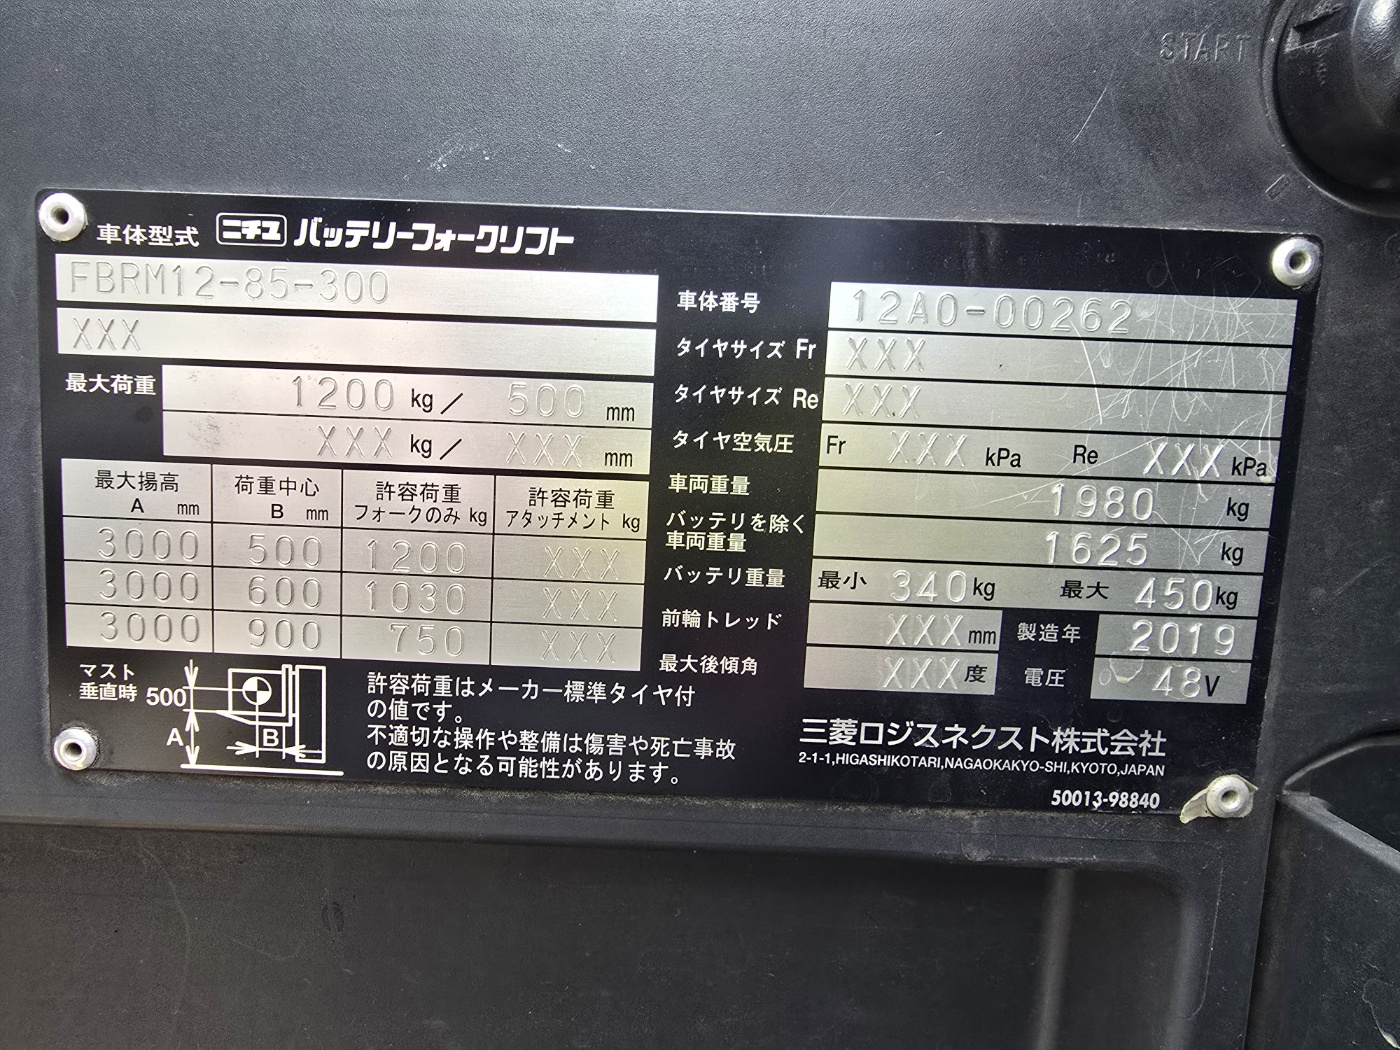 START
車体型式 ニチユ バッテリーフォークリフト
FBRM12-85-300
XXX
最大荷重 1200 kg／ 500 mm
XXX kg／ XXX mm
最大揚高 A mm 荷重中心 B mm 許容荷重 フォークのみ kg 許容荷重 アタッチメント kg
3000 500 1200 XXX
3000 600 1030 XXX
3000 900 750 XXX
マスト
垂直時 500
A B
許容荷重はメーカー標準タイヤ付
の値です。
不適切な操作や整備は傷害や死亡事故
の原因となる可能性があります。
車体番号 12A0-00262
タイヤサイズ Fr XXX
タイヤサイズ Re XXX
タイヤ空気圧 Fr XXX kPa Re XXX kPa
車両重量 1980 kg
バッテリを除く
車両重量 1625 kg
バッテリ重量 最小 340 kg 最大 450 kg
前輪トレッド XXX mm 製造年 2019
最大後傾角 XXX 度 電圧 48 V
三菱ロジスネクスト株式会社
2-1-1,HIGASHIKOTARI,NAGAOKAKYO-SHI,KYOTO,JAPAN
50013-98840